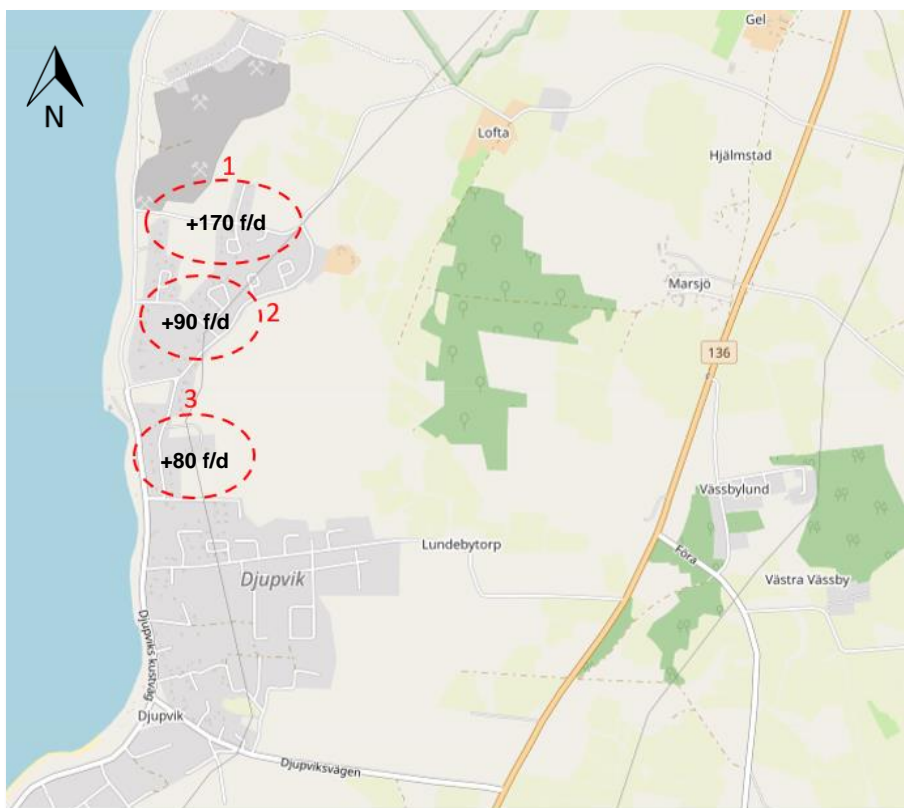 Gel
N
Lofta
Hjälmstad
1
+170 f/d
Marsjö
+90 f/d
2
136
3
+80 f/d
Vässbylund
Lundebytorp
Föra
Djupvik
Västra Vässby
Djupviks kustväg
Djupvik
Djupviksvägen